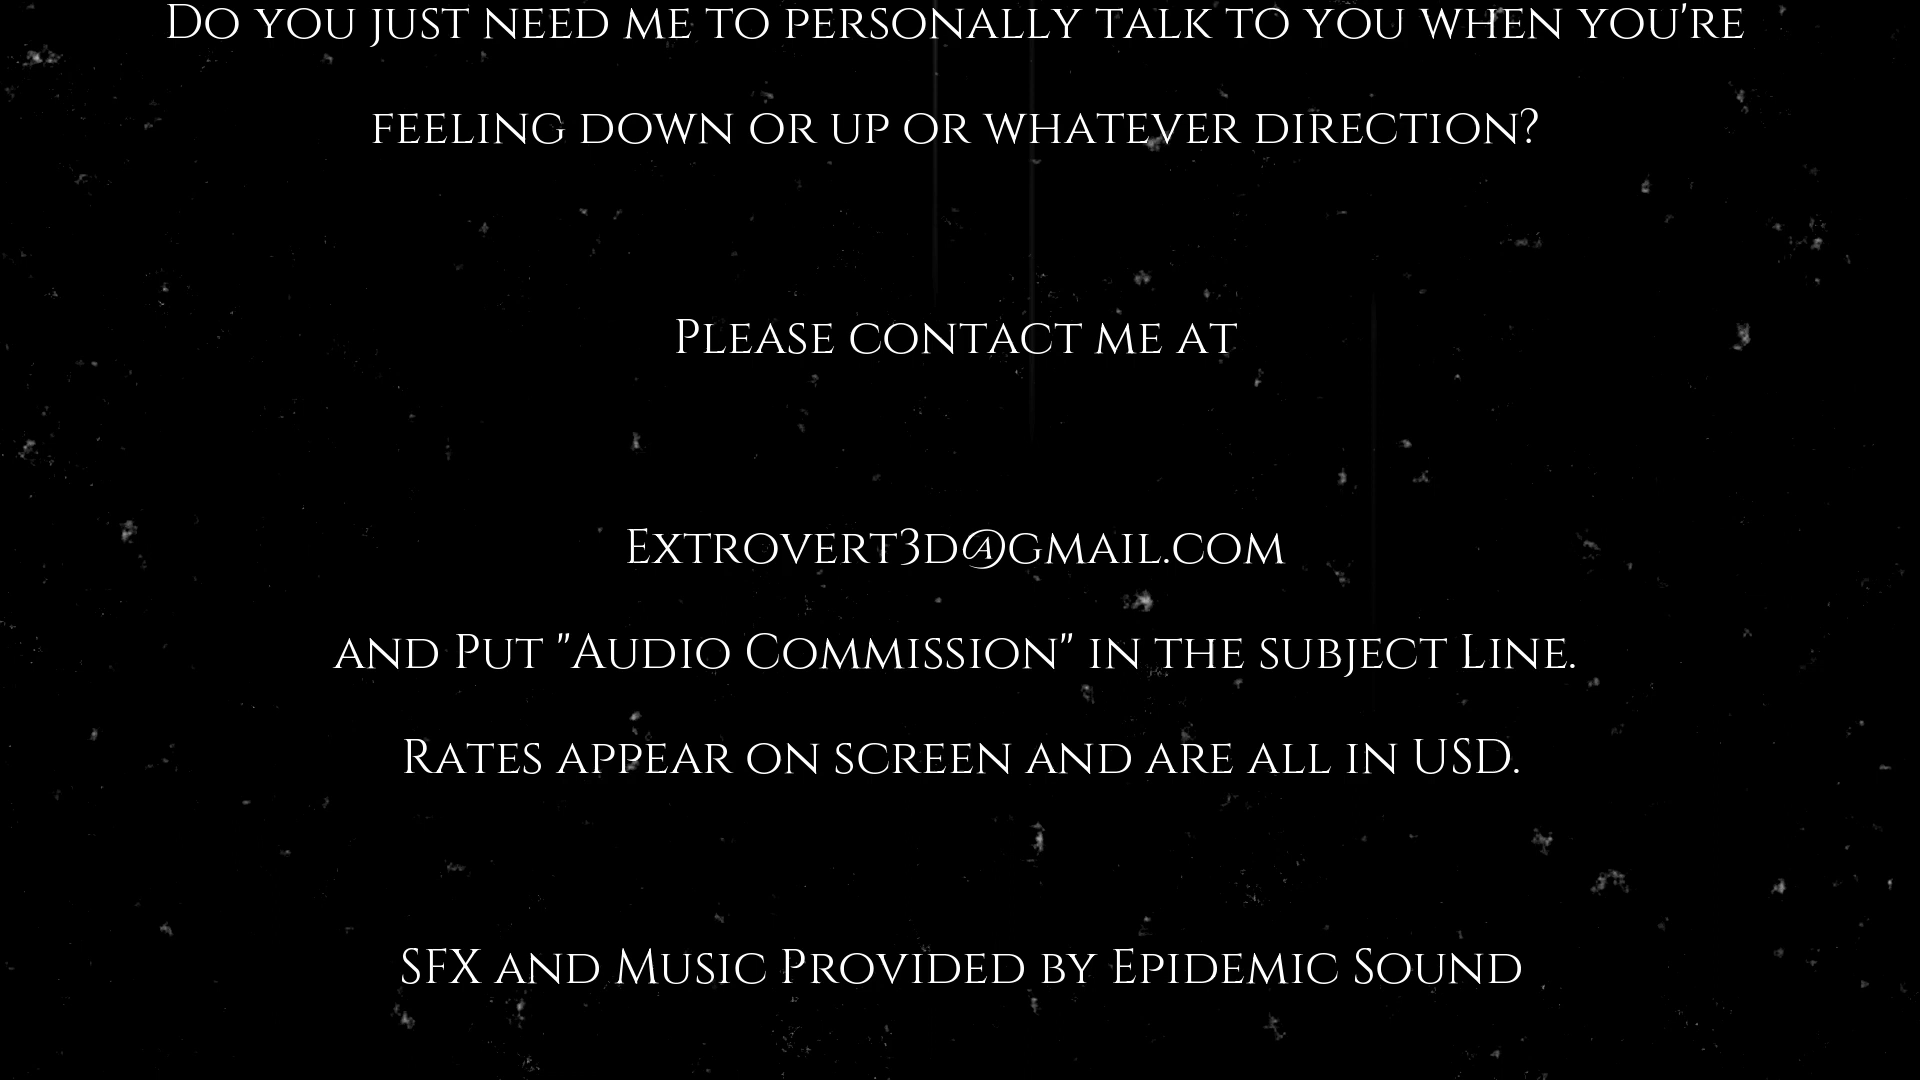 Do you just need me to personally talk to you when you're
feeling down or up or whatever direction?
Please contact me at
Extrovert3d@gmail.com
and Put "Audio Commission" in the subject Line.
Rates appear on screen and are all in USD.
SFX and Music Provided by Epidemic Sound